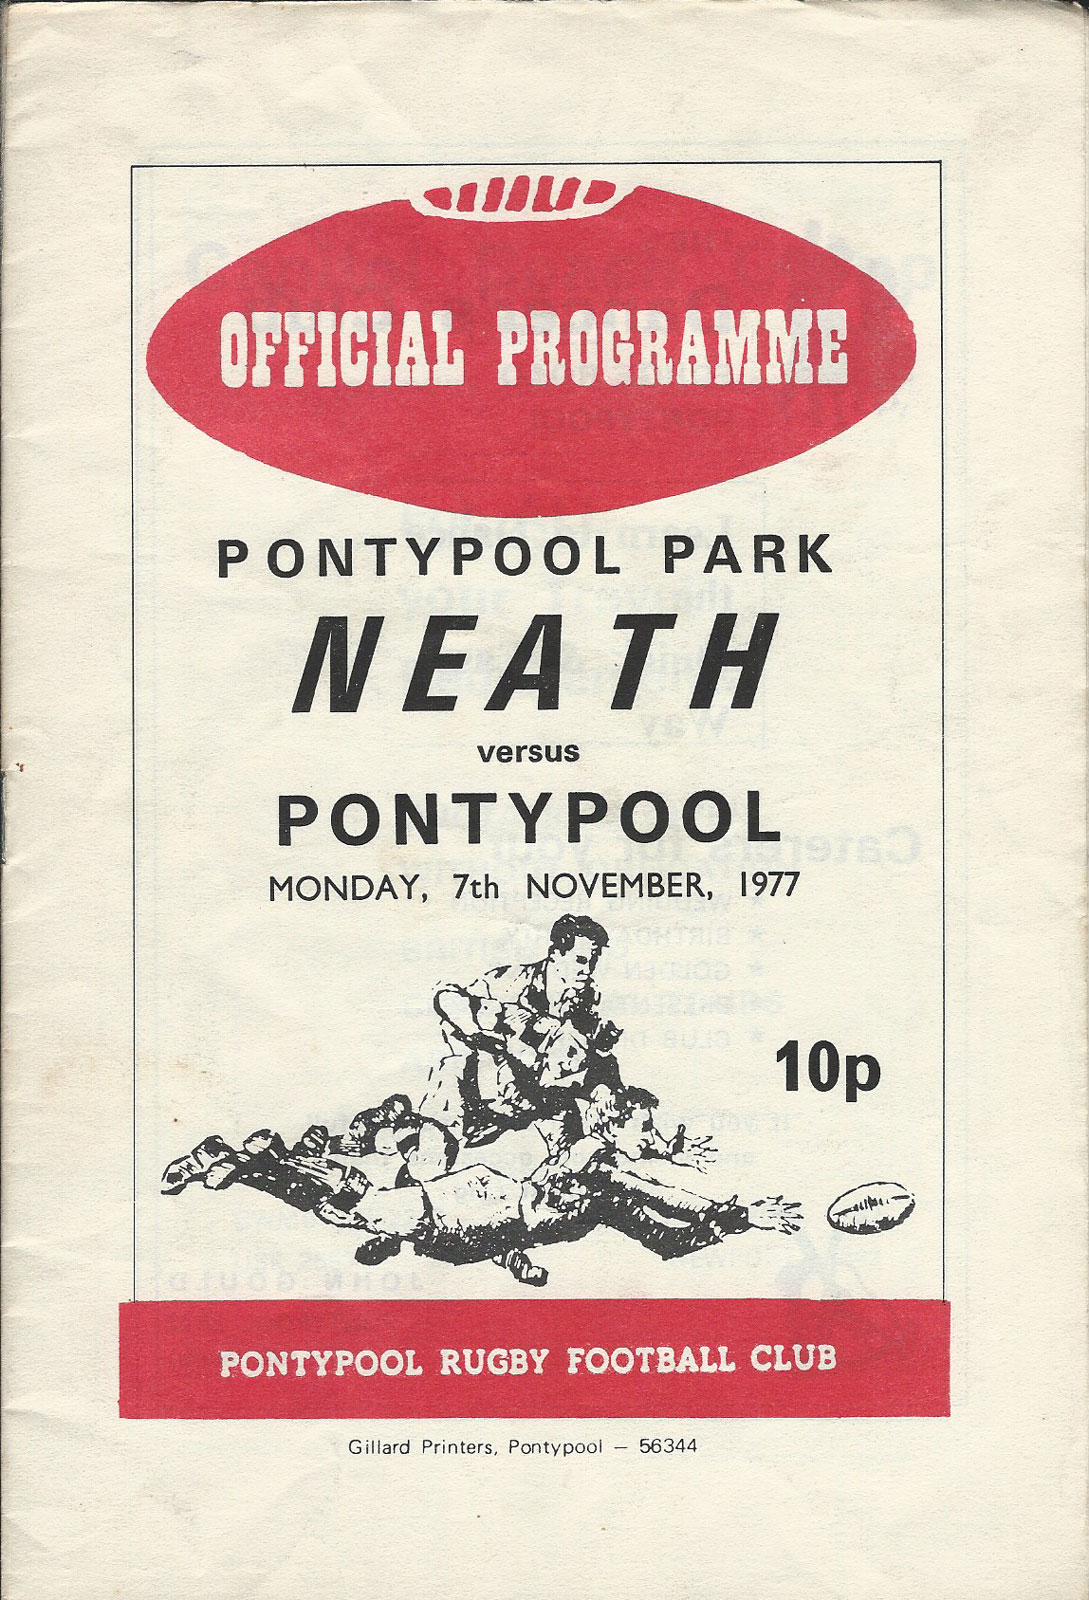 OFFICIAL PROGRAMME
PONTYPOOL PARK
NEATH
versus
PONTYPOOL
MONDAY, 7th NOVEMBER, 1977
10p
PONTYPOOL RUGBY FOOTBALL CLUB
Gillard Printers, Pontypool – 56344